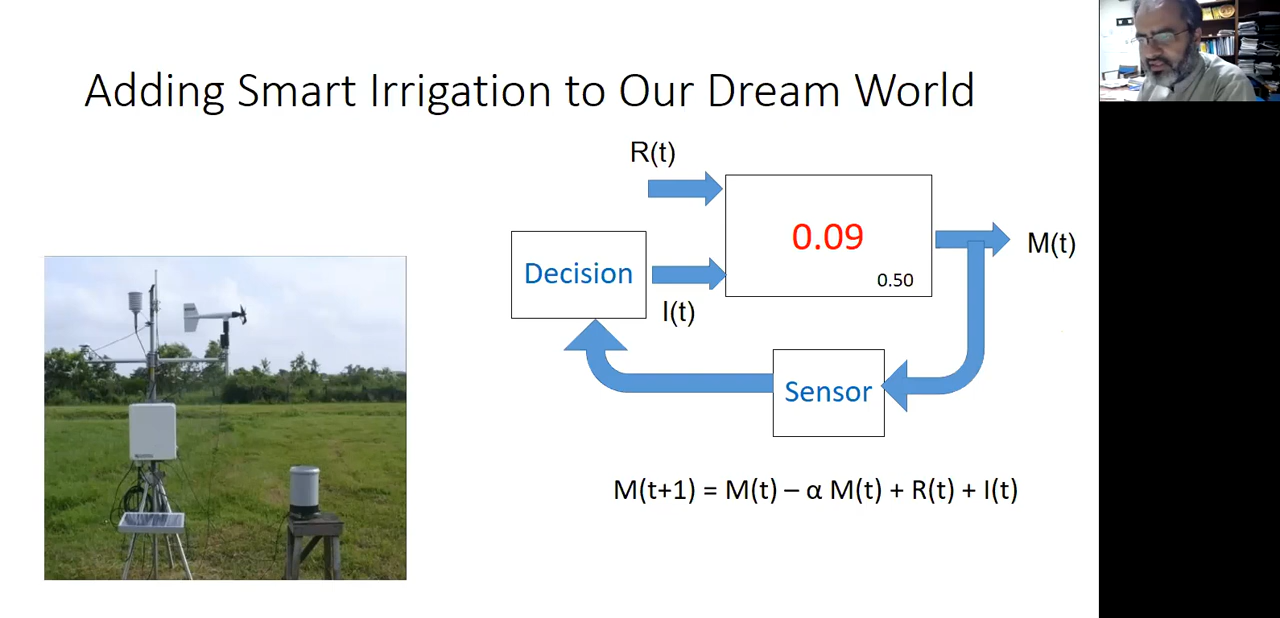 Adding Smart Irrigation to Our Dream World
R(t)
0.09
M(t)
Decision
0.50
I(t)
Sensor
M(t+1) = M(t) – α M(t) + R(t) + I(t)